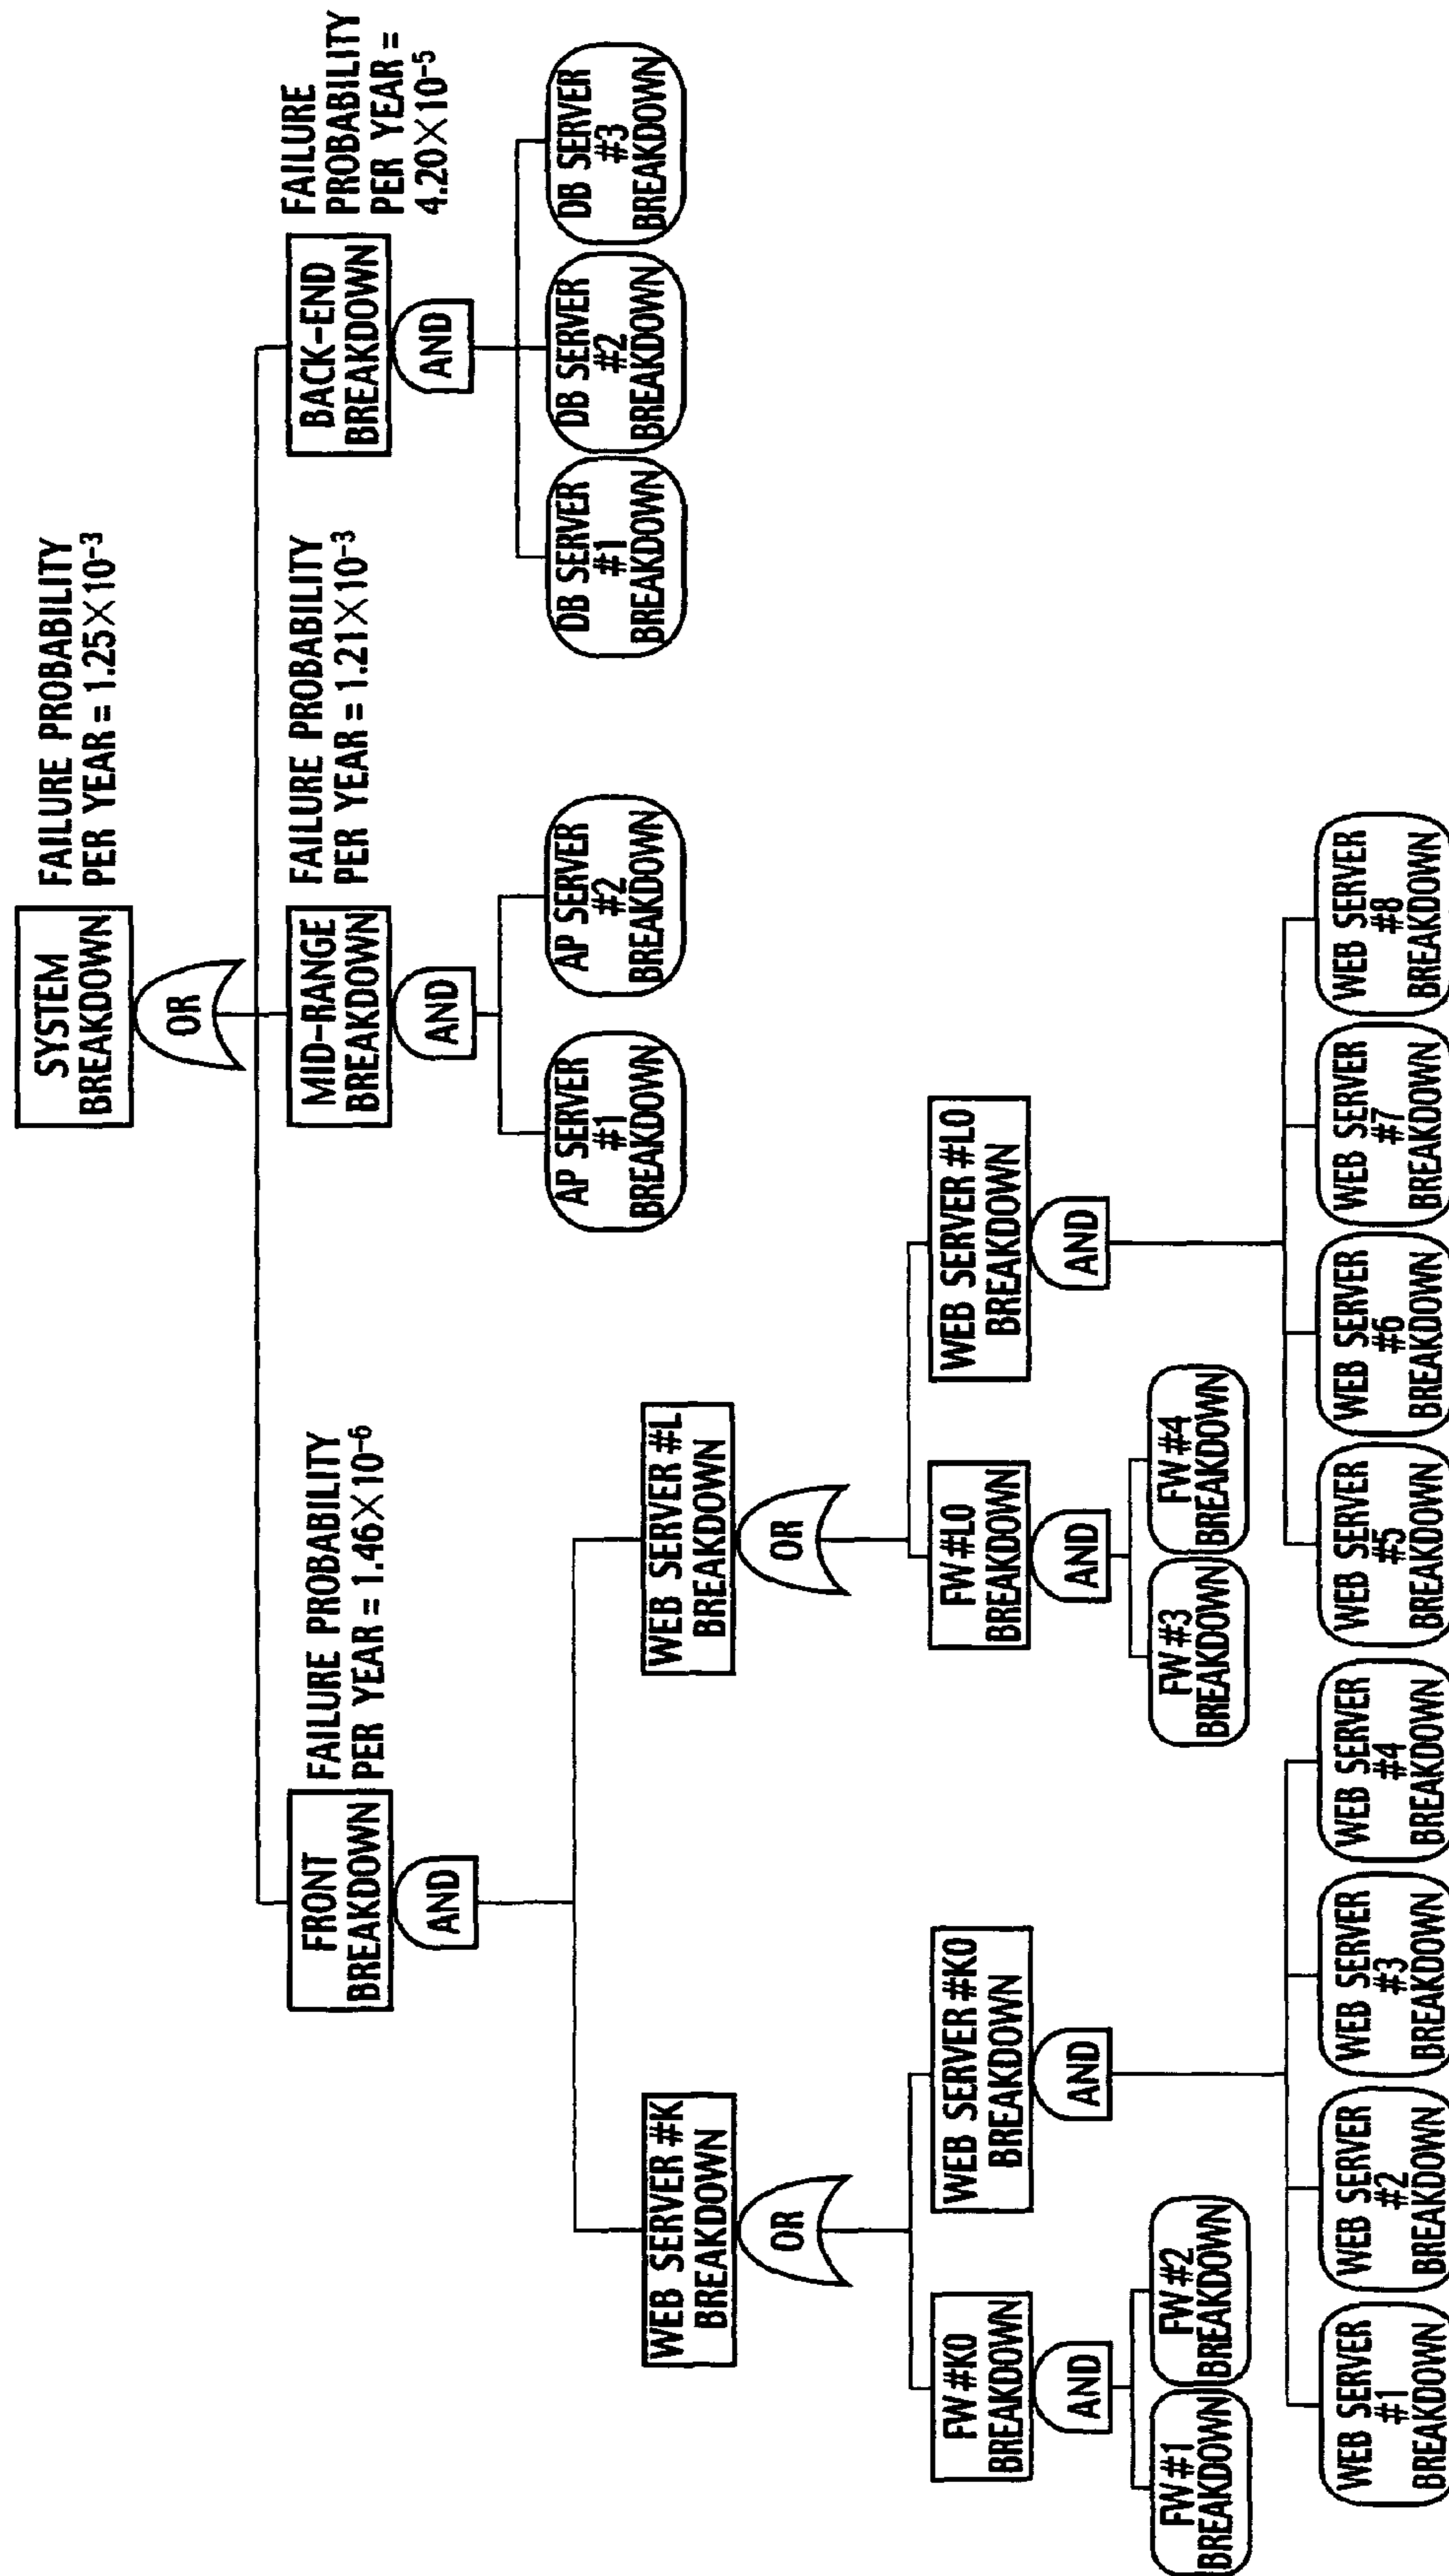 SYSTEM
BREAKDOWN
FAILURE PROBABILITY
PER YEAR = 1.25×10⁻³
OR
FRONT
BREAKDOWN
FAILURE PROBABILITY
PER YEAR = 1.46×10⁻⁶
AND
MID-RANGE
BREAKDOWN
FAILURE PROBABILITY
PER YEAR = 1.21×10⁻³
AND
BACK-END
BREAKDOWN
FAILURE
PROBABILITY
PER YEAR =
4.20×10⁻⁵
AND
AP SERVER
#1
BREAKDOWN
AP SERVER
#2
BREAKDOWN
DB SERVER
#1
BREAKDOWN
DB SERVER
#2
BREAKDOWN
DB SERVER
#3
BREAKDOWN
WEB SERVER #K
BREAKDOWN
OR
WEB SERVER #L
BREAKDOWN
OR
FW #K0
BREAKDOWN
AND
WEB SERVER #K0
BREAKDOWN
AND
FW #L0
BREAKDOWN
AND
WEB SERVER #L0
BREAKDOWN
AND
FW #1
BREAKDOWN
FW #2
BREAKDOWN
FW #3
BREAKDOWN
FW #4
BREAKDOWN
WEB SERVER
#1
BREAKDOWN
WEB SERVER
#2
BREAKDOWN
WEB SERVER
#3
BREAKDOWN
WEB SERVER
#4
BREAKDOWN
WEB SERVER
#5
BREAKDOWN
WEB SERVER
#6
BREAKDOWN
WEB SERVER
#7
BREAKDOWN
WEB SERVER
#8
BREAKDOWN